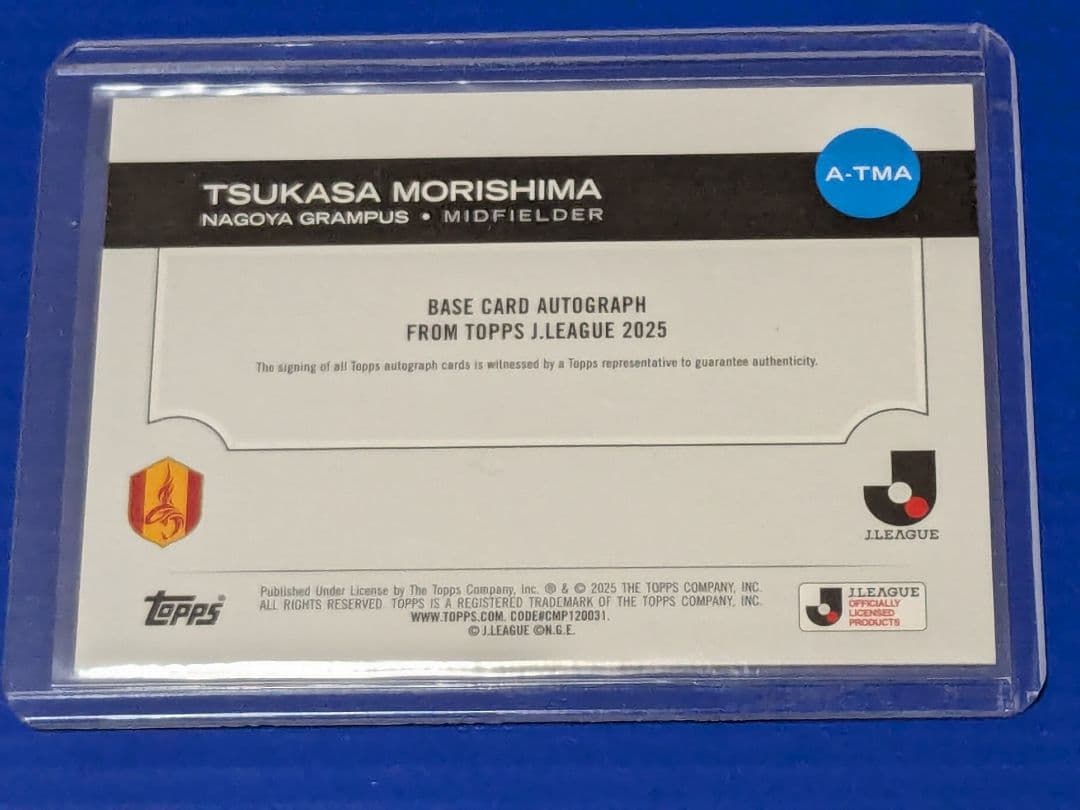 TSUKASA MORISHIMA
NAGOYA GRAMPUS • MIDFIELDER
A-TMA
BASE CARD AUTOGRAPH
FROM TOPPS J.LEAGUE 2025
The signing of all Topps autograph cards is witnessed by a Topps representative to guarantee authenticity.
J.LEAGUE
Topps®
Published Under License by The Topps Company, Inc. ® & © 2025 THE TOPPS COMPANY, INC.
ALL RIGHTS RESERVED. TOPPS IS A REGISTERED TRADEMARK OF THE TOPPS COMPANY, INC.
WWW.TOPPS.COM. CODE#CMP120031.
© J.LEAGUE ©N.G.E.
J.LEAGUE
OFFICIALLY
LICENSED
PRODUCTS